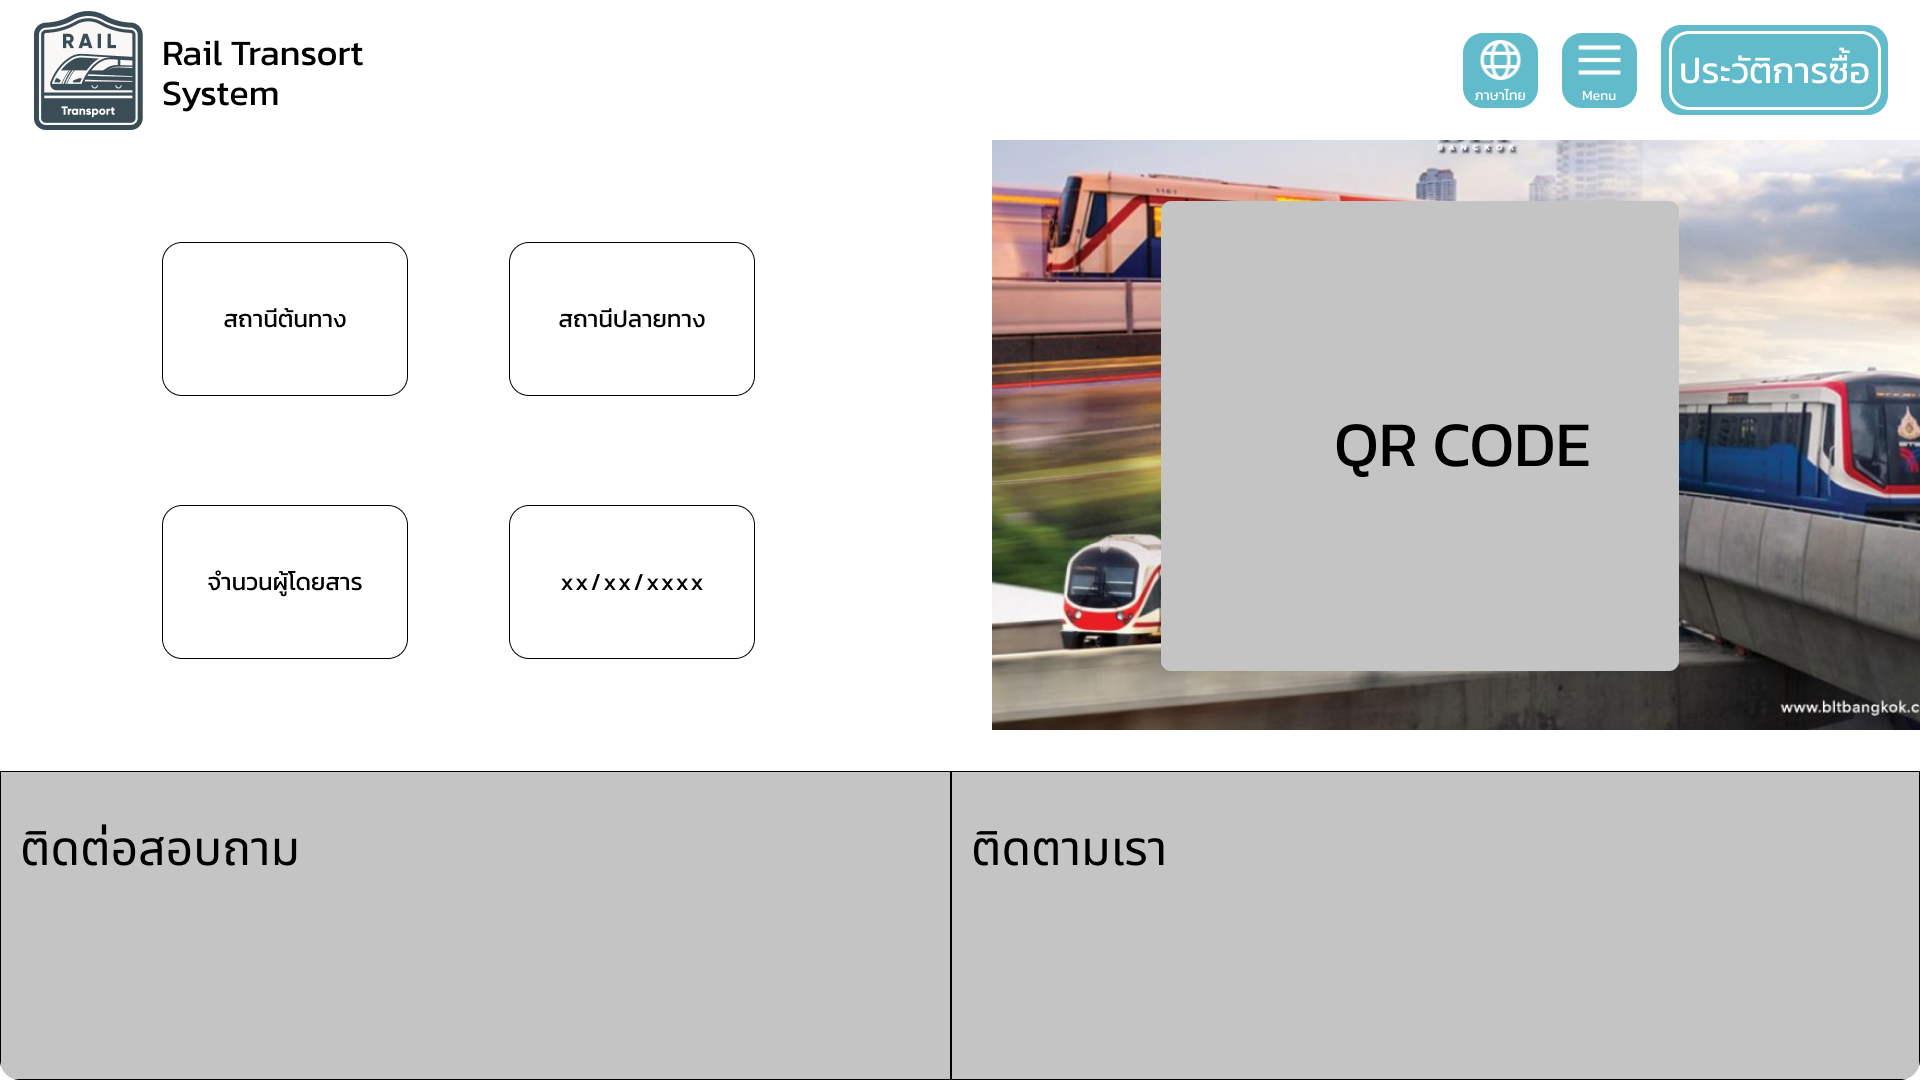 RAIL
Transport
Rail Transort
System
ภาษาไทย
Menu
ประวัติการซื้อ
BANGKOK
สถานีต้นทาง
สถานีปลายทาง
QR CODE
จำนวนผู้โดยสาร
xx/xx/xxxx
www.bltbangkok.c
ติดต่อสอบถาม
ติดตามเรา